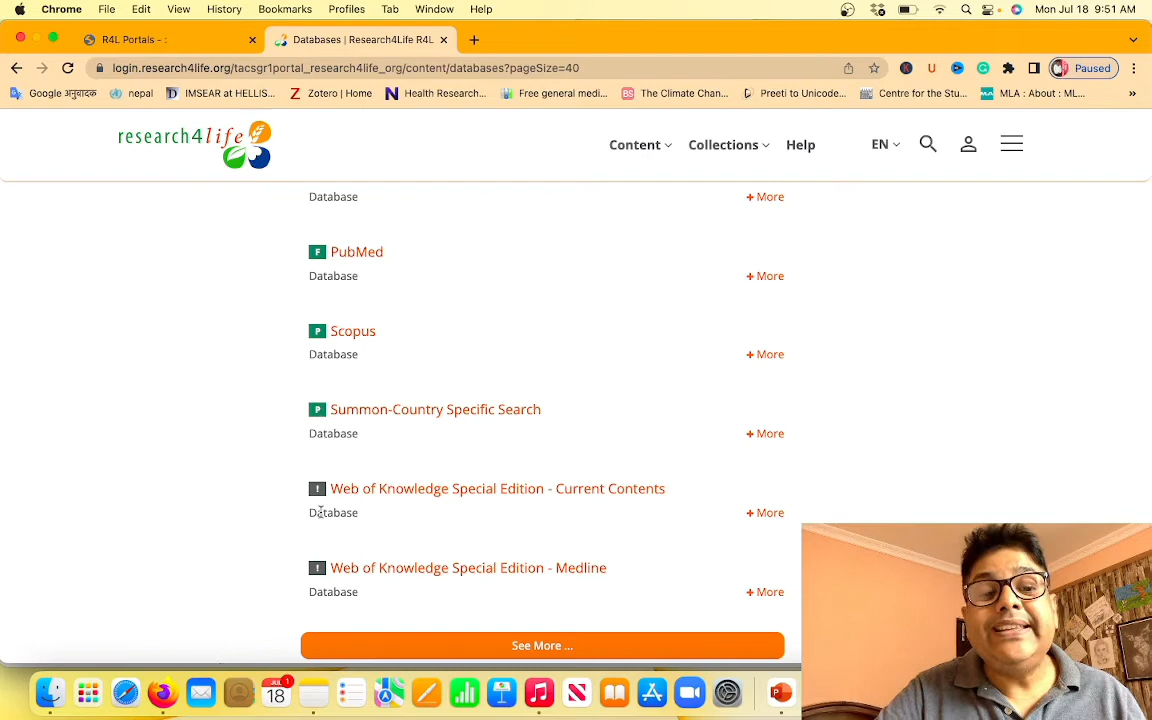 Chrome File Edit View History Bookmarks Profiles Tab Window Help Mon Jul 18 9:51 AM
R4L Portals - : Databases | Research4Life R4L
login.research4life.org/tacsgr1portal_research4life_org/content/databases?pageSize=40 Paused
Google अनुवादक nepal IMSEAR at HELLIS... Zotero | Home Health Research... Free general medi... The Climate Chan... Preeti to Unicode... Centre for the Stu... MLA : About : ML... »
research4life Content Collections Help EN
Database + More
F PubMed
Database + More
P Scopus
Database + More
P Summon-Country Specific Search
Database + More
! Web of Knowledge Special Edition - Current Contents
Database + More
! Web of Knowledge Special Edition - Medline
Database + More
See More ...
JUL 18 1